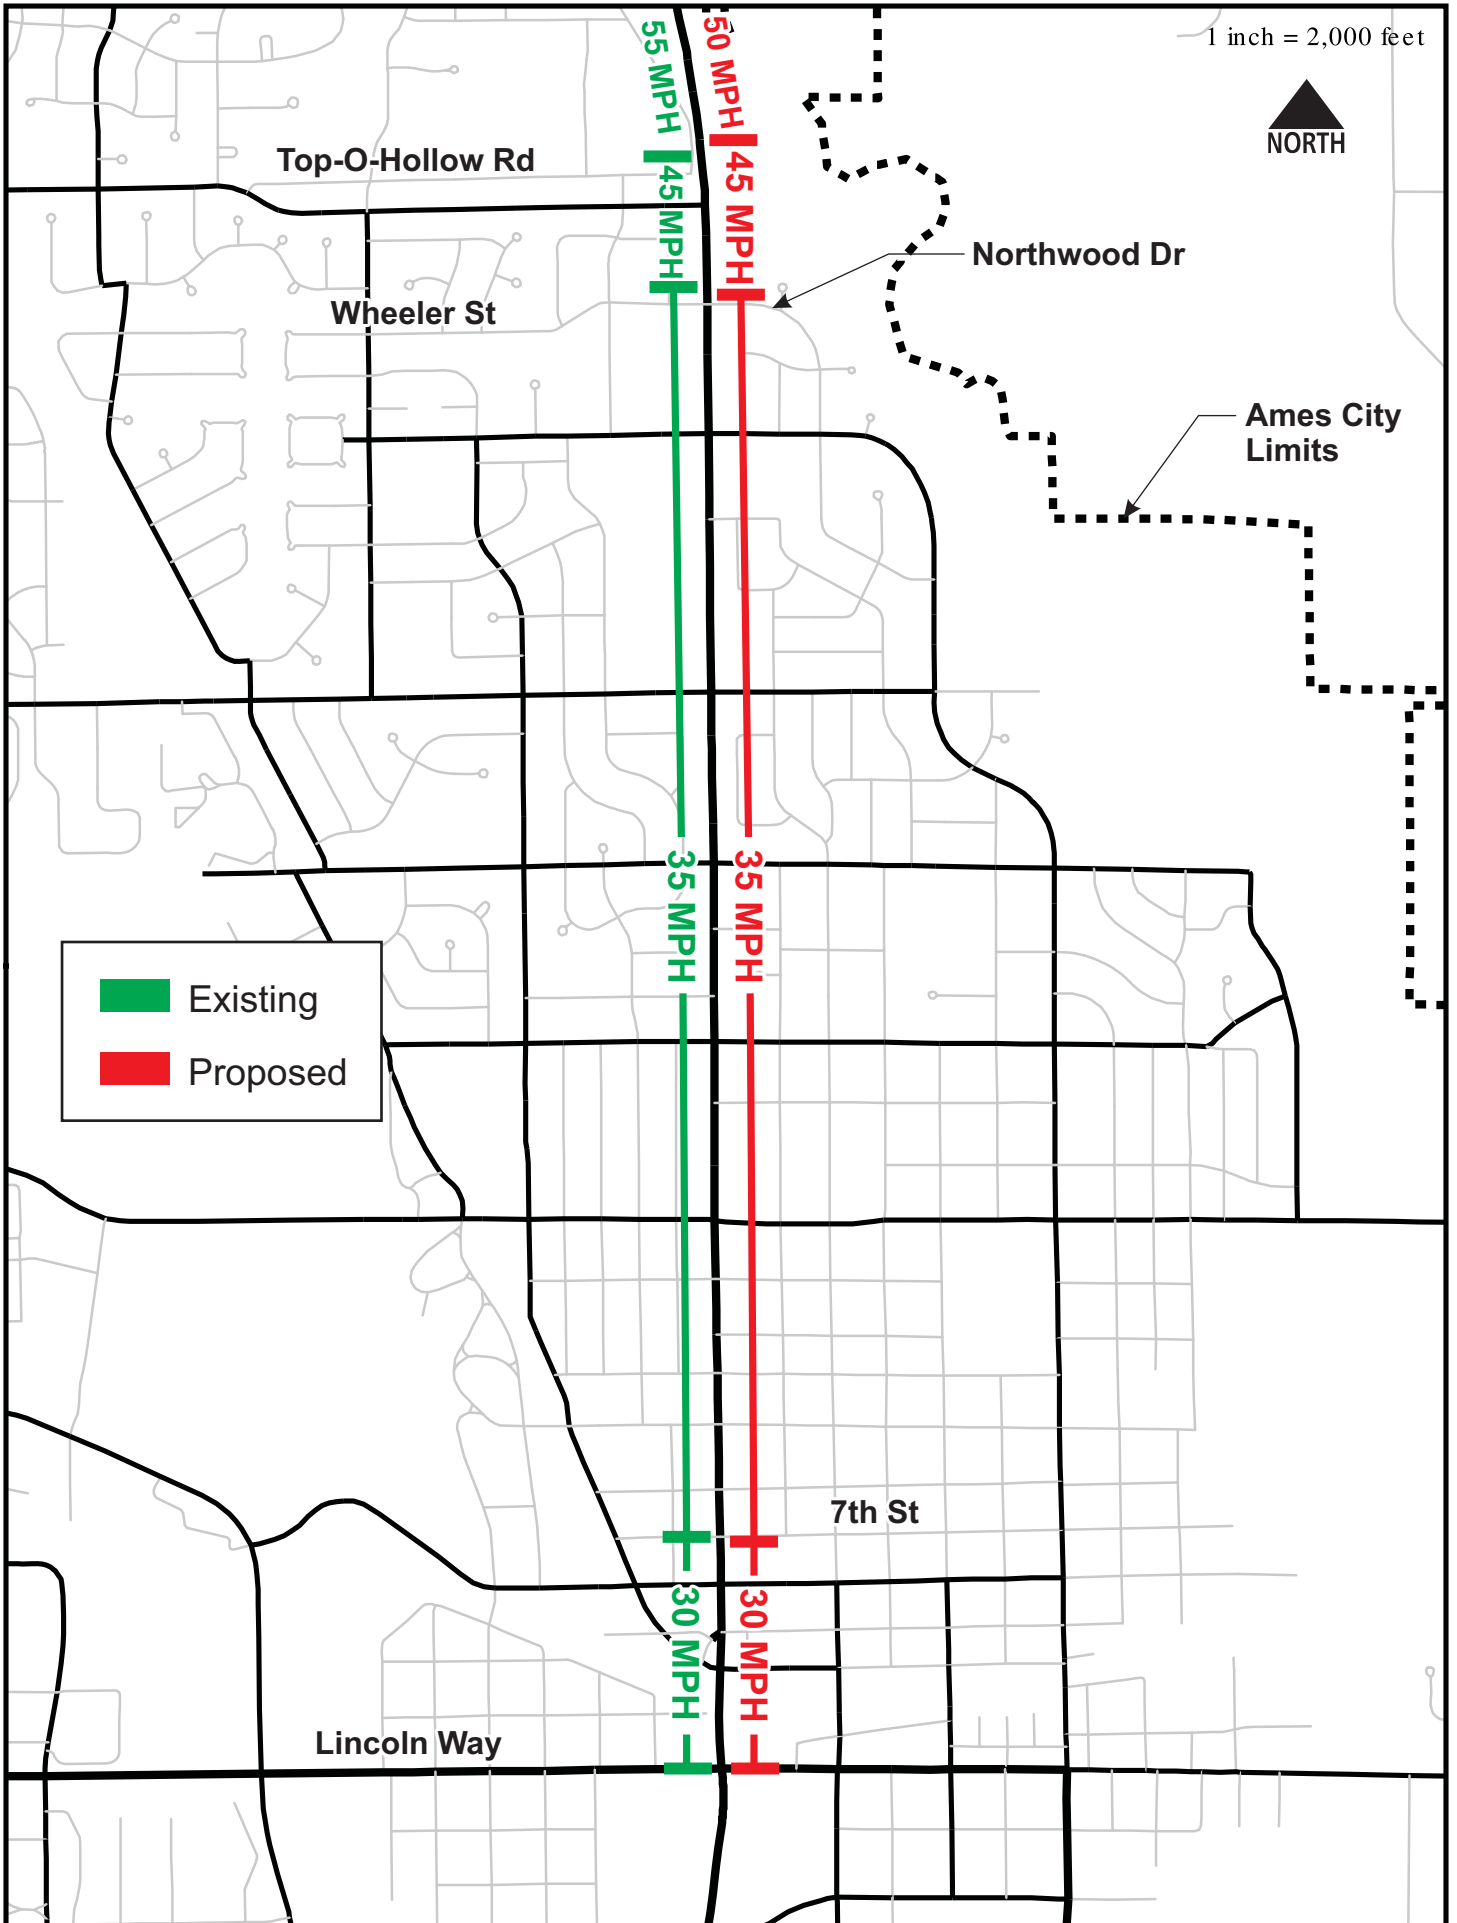 1 inch = 2,000 feet
NORTH
55 MPH
50 MPH
Top-O-Hollow Rd
45 MPH
45 MPH
Northwood Dr
Wheeler St
Ames City
Limits
35 MPH
35 MPH
Existing
Proposed
7th St
30 MPH
30 MPH
Lincoln Way